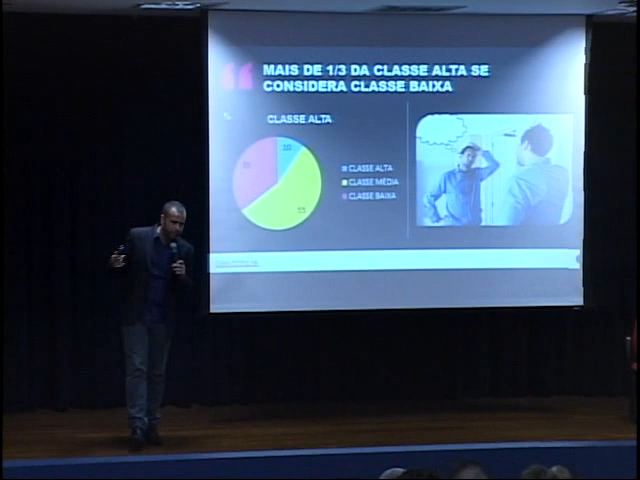 MAIS DE 1/3 DA CLASSE ALTA SE
CONSIDERA CLASSE BAIXA
CLASSE ALTA
10
55
CLASSE ALTA
CLASSE MÉDIA
CLASSE BAIXA